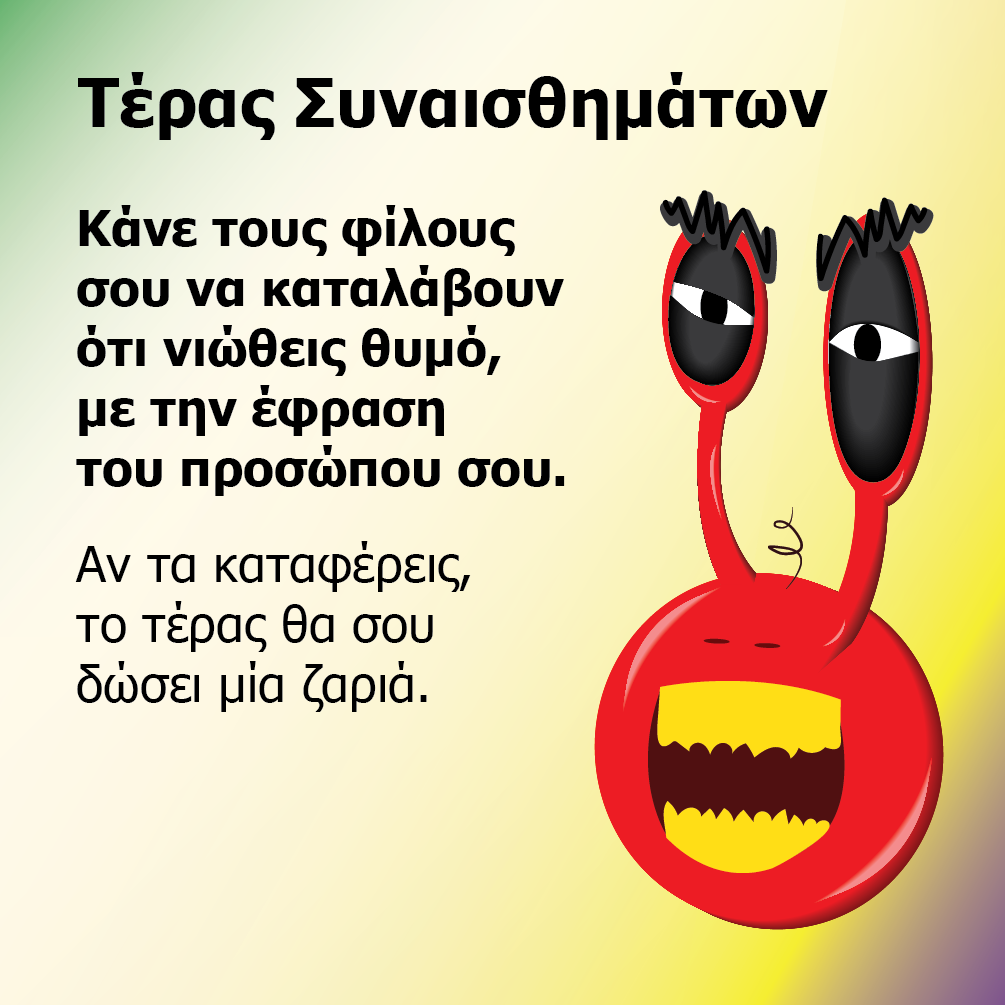 Τέρας Συναισθημάτων
Κάνε τους φίλους
σου να καταλάβουν
ότι νιώθεις θυμό,
με την έφραση
του προσώπου σου.
Αν τα καταφέρεις,
το τέρας θα σου
δώσει μία ζαριά.